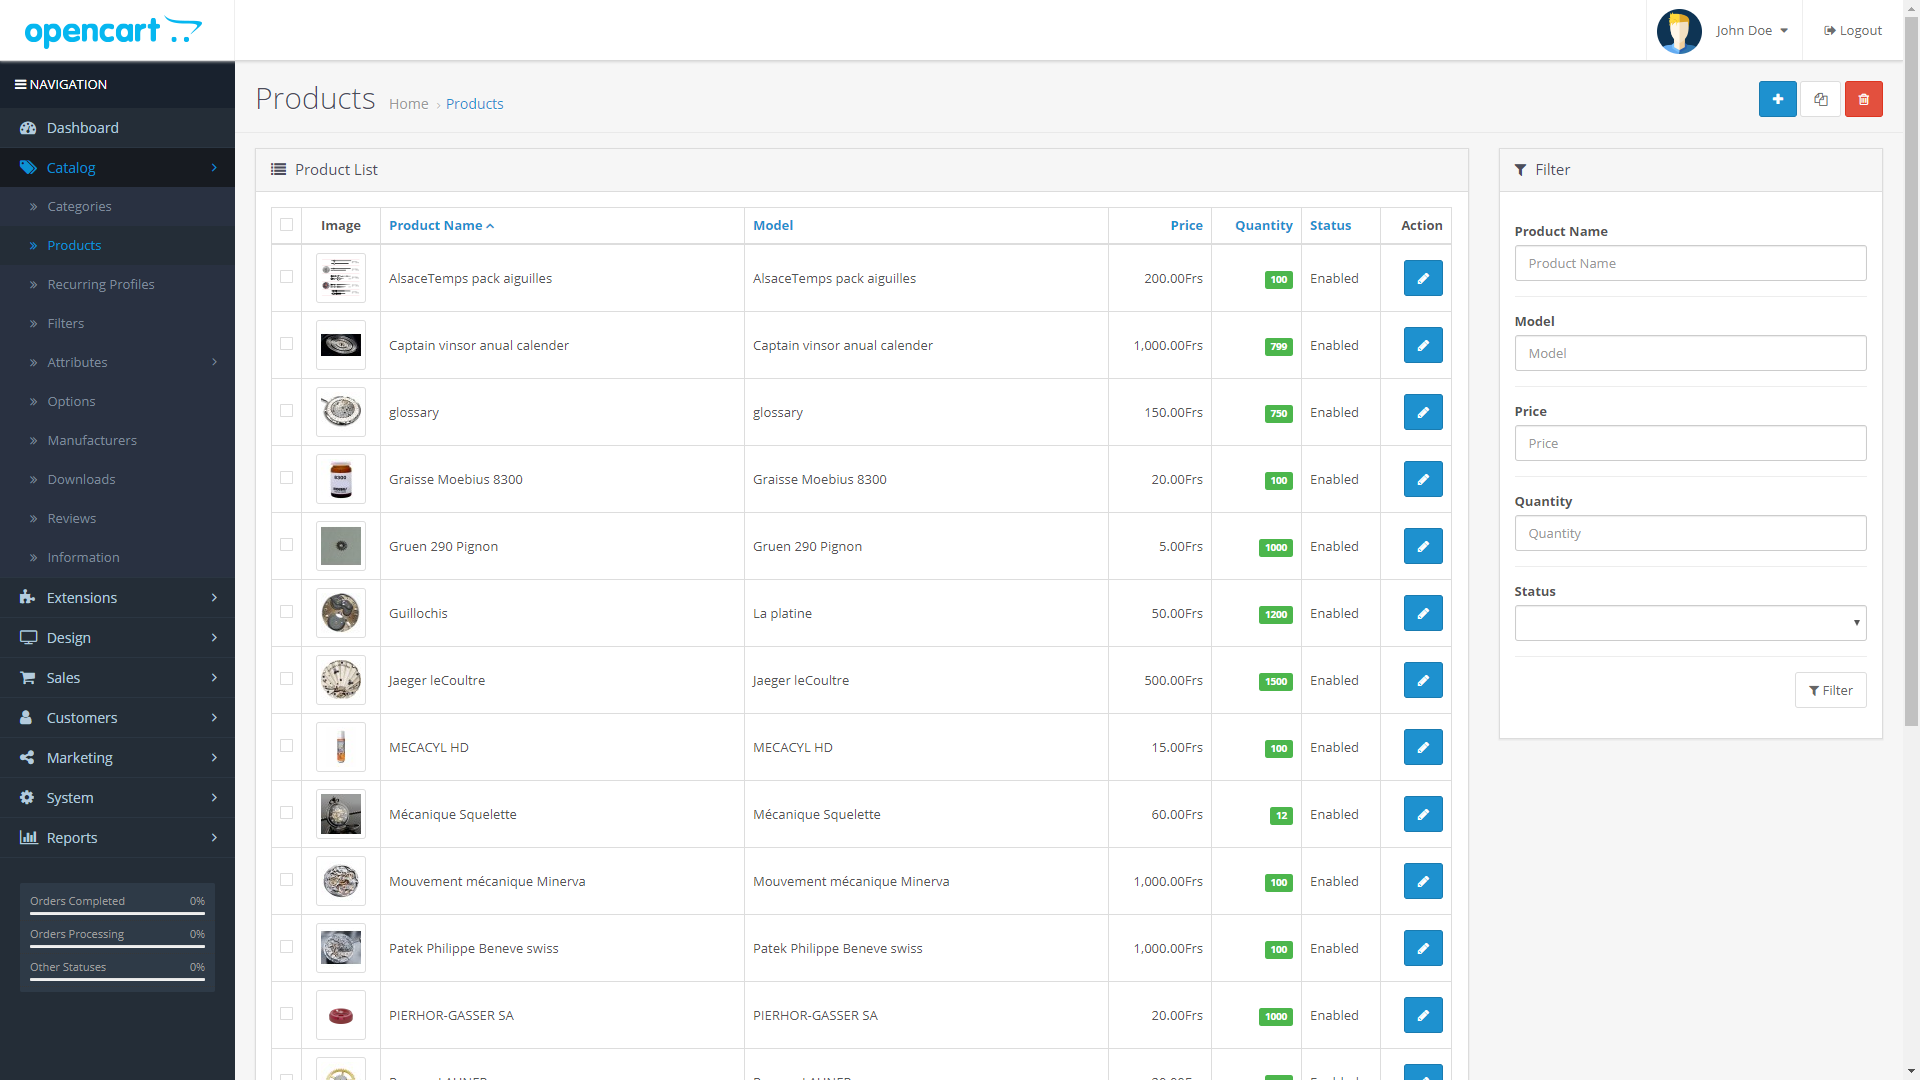 opencart
John Doe
Logout
NAVIGATION
Dashboard
Catalog
Categories
Products
Recurring Profiles
Filters
Attributes
Options
Manufacturers
Downloads
Reviews
Information
Extensions
Design
Sales
Customers
Marketing
System
Reports
Orders Completed 0%
Orders Processing 0%
Other Statuses 0%
Products Home › Products
Product List
Image Product Name Model Price Quantity Status Action
AlsaceTemps pack aiguilles AlsaceTemps pack aiguilles 200.00Frs 100 Enabled
Captain vinsor anual calender Captain vinsor anual calender 1,000.00Frs 799 Enabled
glossary glossary 150.00Frs 750 Enabled
Graisse Moebius 8300 Graisse Moebius 8300 20.00Frs 100 Enabled
Gruen 290 Pignon Gruen 290 Pignon 5.00Frs 1000 Enabled
Guillochis La platine 50.00Frs 1200 Enabled
Jaeger leCoultre Jaeger leCoultre 500.00Frs 1500 Enabled
MECACYL HD MECACYL HD 15.00Frs 100 Enabled
Mécanique Squelette Mécanique Squelette 60.00Frs 12 Enabled
Mouvement mécanique Minerva Mouvement mécanique Minerva 1,000.00Frs 100 Enabled
Patek Philippe Beneve swiss Patek Philippe Beneve swiss 1,000.00Frs 100 Enabled
PIERHOR-GASSER SA PIERHOR-GASSER SA 20.00Frs 1000 Enabled
Filter
Product Name
Product Name
Model
Model
Price
Price
Quantity
Quantity
Status
Filter